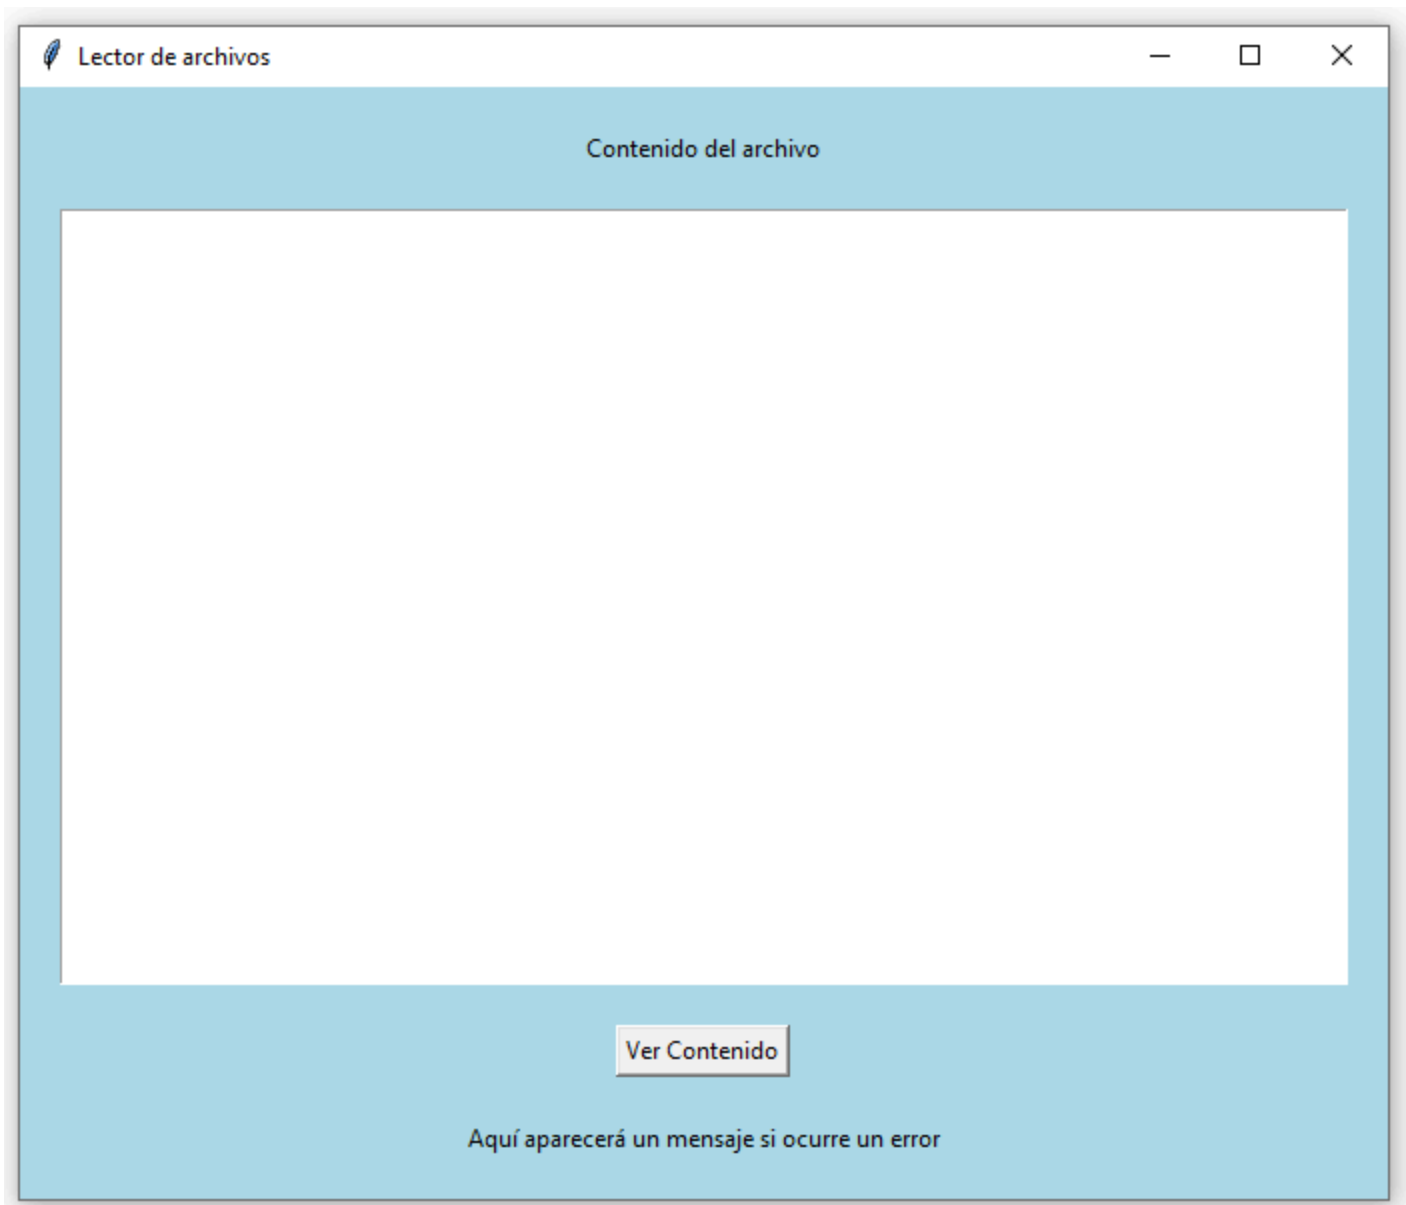 Lector de archivos
Contenido del archivo
Ver Contenido
Aquí aparecerá un mensaje si ocurre un error